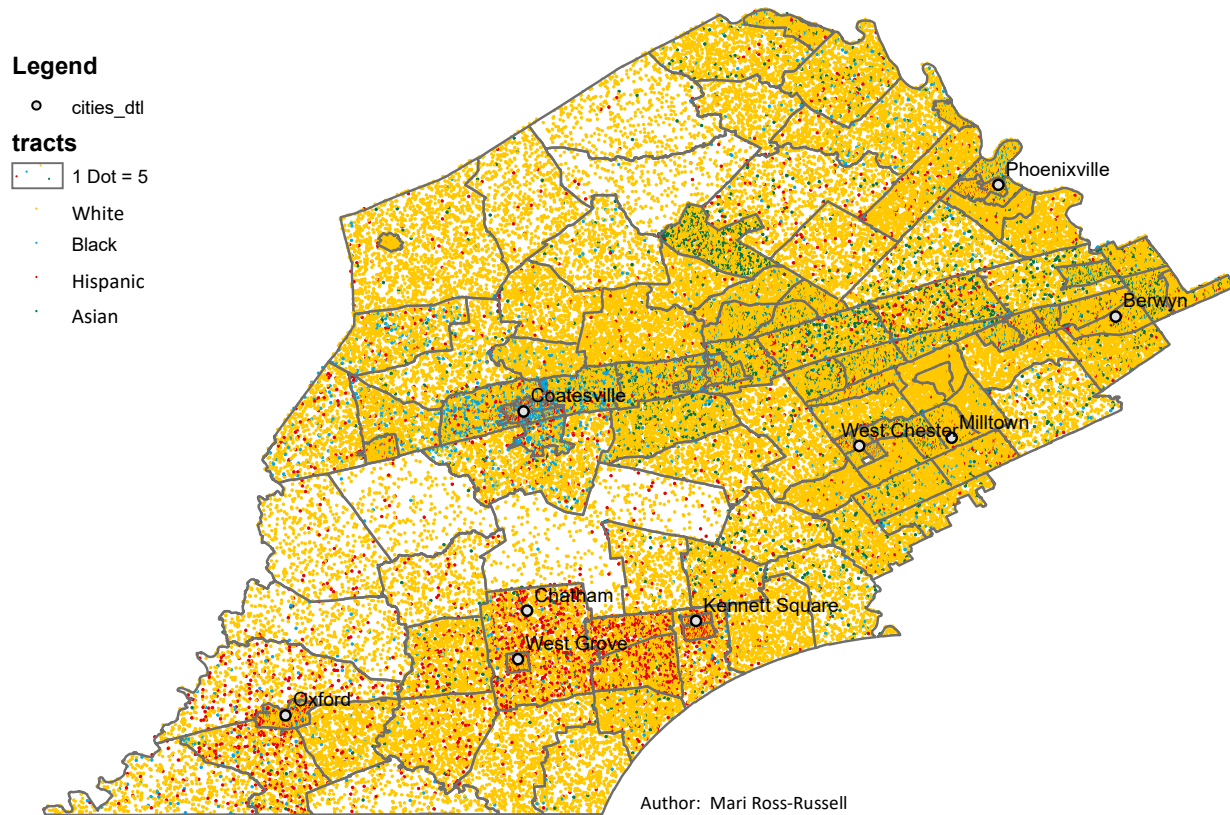 Legend
cities_dtl
tracts
1 Dot = 5
White
Black
Hispanic
Asian
Phoenixville
Berwyn
Coatesville
West Chester
Milltown
Chatham
Kennett Square
West Grove
Oxford
Author: Mari Ross-Russell